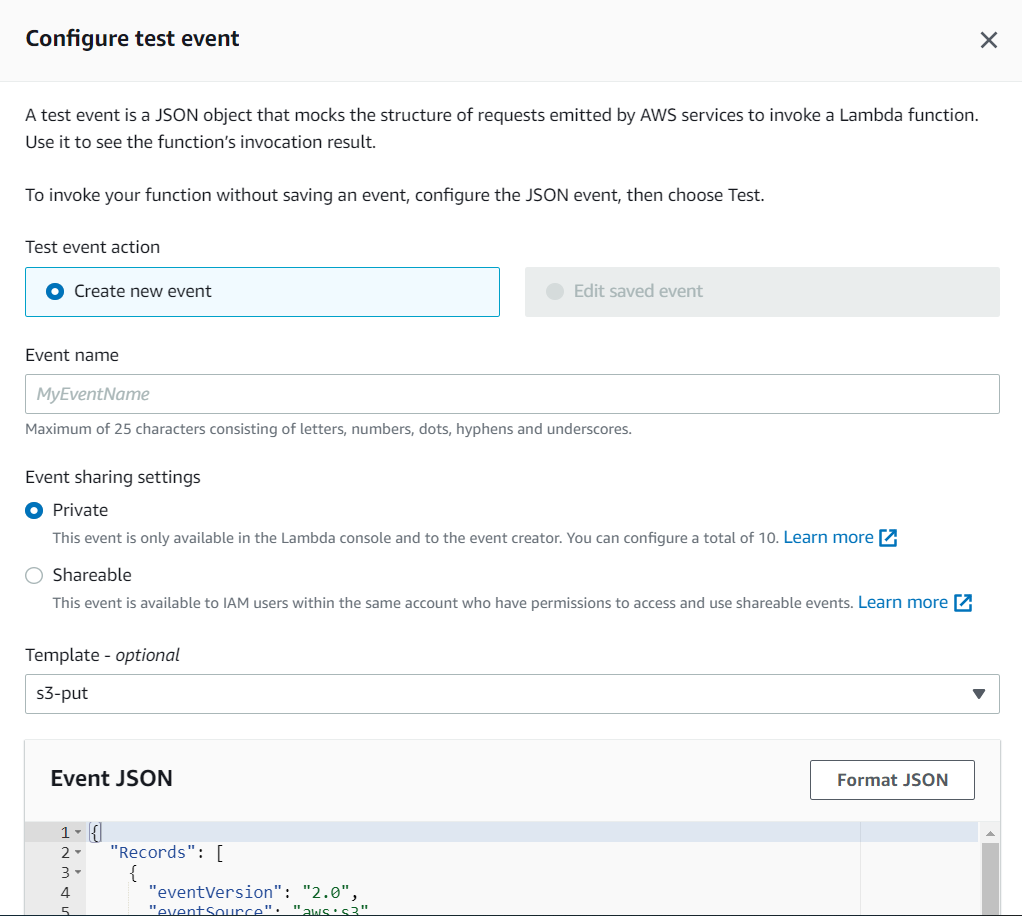 Configure test event
A test event is a JSON object that mocks the structure of requests emitted by AWS services to invoke a Lambda function.
Use it to see the function’s invocation result.
To invoke your function without saving an event, configure the JSON event, then choose Test.
Test event action
Create new event
Edit saved event
Event name
MyEventName
Maximum of 25 characters consisting of letters, numbers, dots, hyphens and underscores.
Event sharing settings
Private
This event is only available in the Lambda console and to the event creator. You can configure a total of 10. Learn more
Shareable
This event is available to IAM users within the same account who have permissions to access and use shareable events. Learn more
Template - optional
s3-put
Event JSON
Format JSON
1 {
2 "Records": [
3 {
4 "eventVersion": "2.0",
5 "eventSource": "aws:s3"